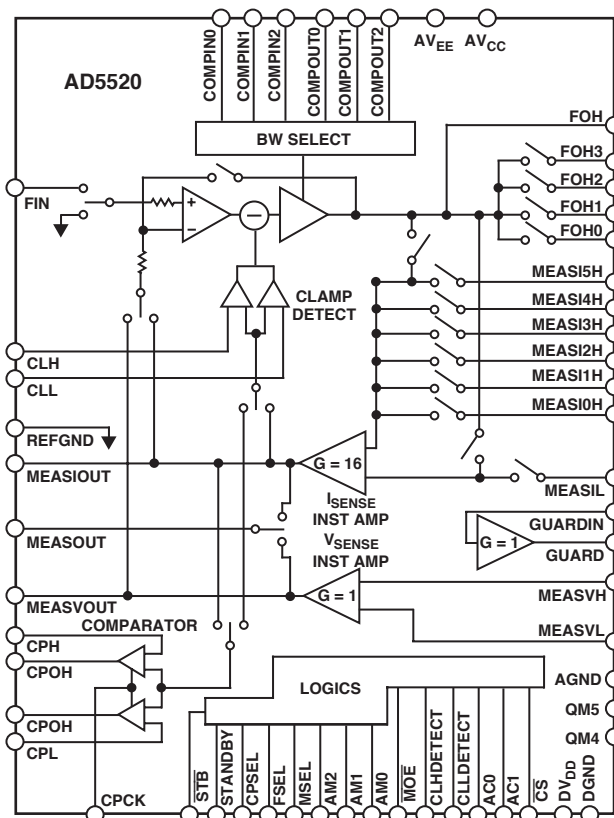 COMPIN0
COMPIN1
COMPIN2
COMPOUT0
COMPOUT1
COMPOUT2
AVEE
AVCC
AD5520
BW SELECT
FOH
FOH3
FOH2
FOH1
FOH0
FIN
+
–
–
CLAMP
DETECT
MEASI5H
MEASI4H
MEASI3H
MEASI2H
MEASI1H
MEASI0H
CLH
CLL
REFGND
MEASIOUT
G = 16
ISENSE
INST AMP
MEASIL
MEASOUT
VSENSE
INST AMP
GUARDIN
G = 1
GUARD
MEASVOUT
G = 1
MEASVH
MEASVL
COMPARATOR
CPH
CPOH
CPOH
CPL
LOGICS
AGND
QM5
QM4
CPCK
STB
STANDBY
CPSEL
FSEL
MSEL
AM2
AM1
AM0
MOE
CLHDETECT
CLLDETECT
AC0
AC1
CS
DVDD
DGND